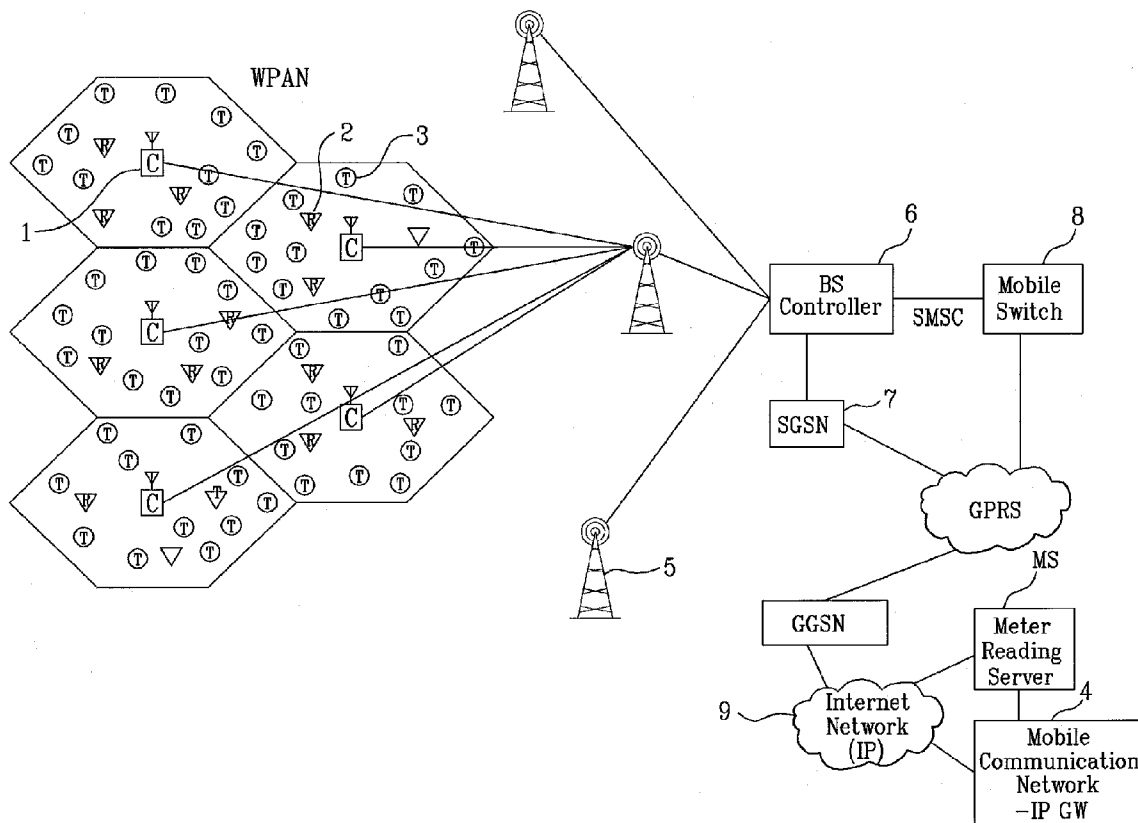 WPAN
T T
T
T R C T
T T T
R
R T
T T T
1
2
3
T
T T
R T C
T T T
T
T R T
T T
T T
T T
C
T R
T
T R R T
T T
T T
R
T T C T T
R
R T T
T T T
T T
T
T
T C R T T
T T
T T
T
5
6
BS
Controller
SMSC
8
Mobile
Switch
7
SGSN
GPRS
MS
GGSN
Meter
Reading
Server
9
Internet
Network
(IP)
4
Mobile
Communication
Network
-IP GW